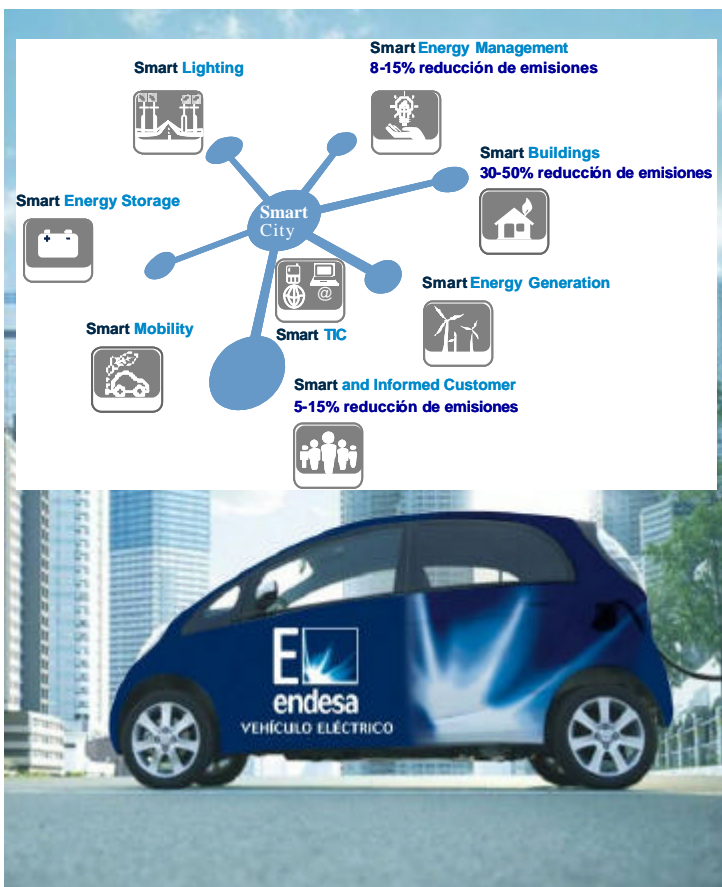 Smart Energy Management
8-15% reducción de emisiones
Smart Lighting
Smart Buildings
30-50% reducción de emisiones
Smart Energy Storage
Smart
City
Smart Energy Generation
@
Smart Mobility
Smart TIC
Smart and Informed Customer
5-15% reducción de emisiones
E
endesa
VEHÍCULO ELÉCTRICO